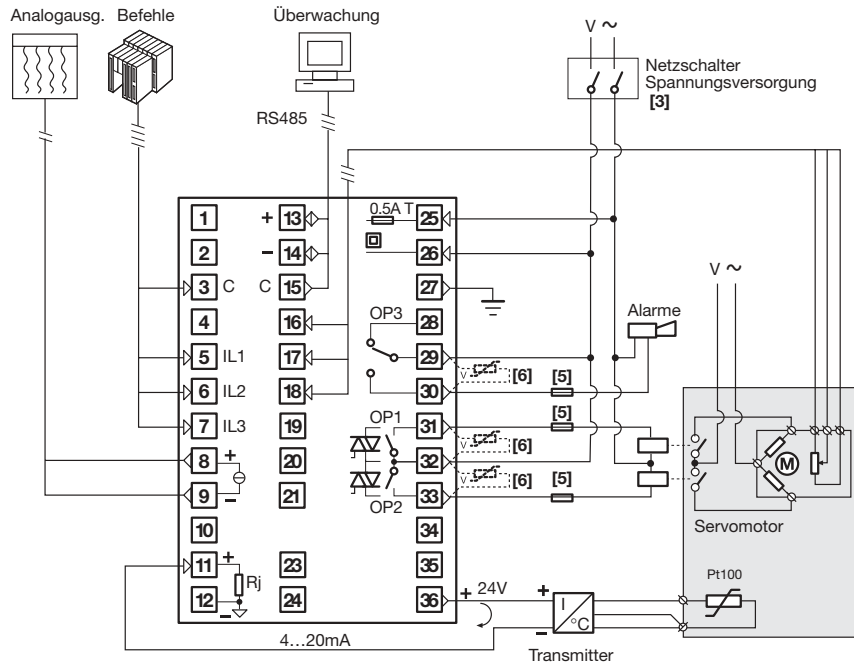 Analogausg. Befehle Überwachung
V ~
Netzschalter
Spannungsversorgung
[3]
RS485
1
2
3 C
4
5 IL1
6 IL2
7 IL3
8 +
9 −
10
11 +
12 −
Rj
+ 13
− 14
C 15
16
17
18
19
20
21
23
24
0.5A T
25
26
27
OP3
28
29
30
OP1
31
32
33
OP2
34
35
36
V [6]
V [6]
V [6]
[5]
[5]
[5]
Alarme
V ~
M
Servomotor
Pt100
+ 24V +
−
I
°C
4...20mA
Transmitter